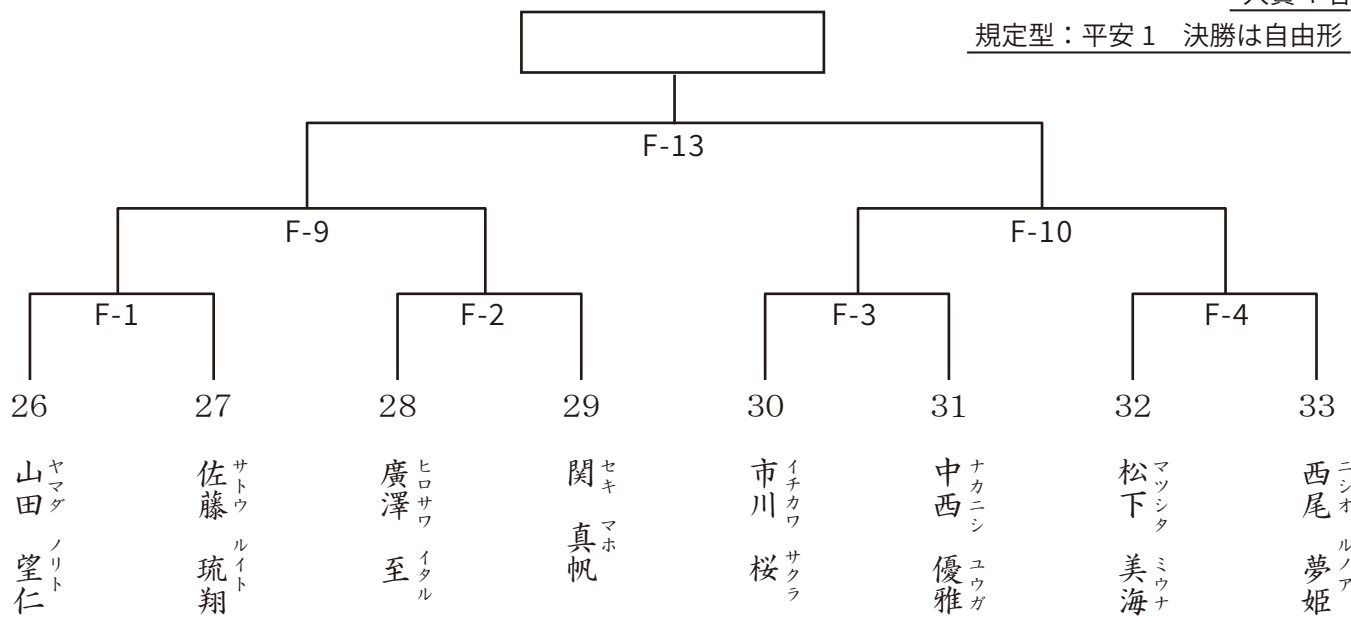 規定型：平安 1　決勝は自由形
F-13
F-9
F-10
F-1
F-2
F-3
F-4
26
27
28
29
30
31
32
33
山田 望仁
ヤマダ ノリト
佐藤 琉翔
サトウ ルイト
廣澤 至
ヒロサワ イタル
関 真帆
セキ マホ
市川 桜
イチカワ サクラ
中西 優雅
ナカニシ ユウガ
松下 美海
マツシタ ミウナ
西尾 夢姫
ニシオ ルノア